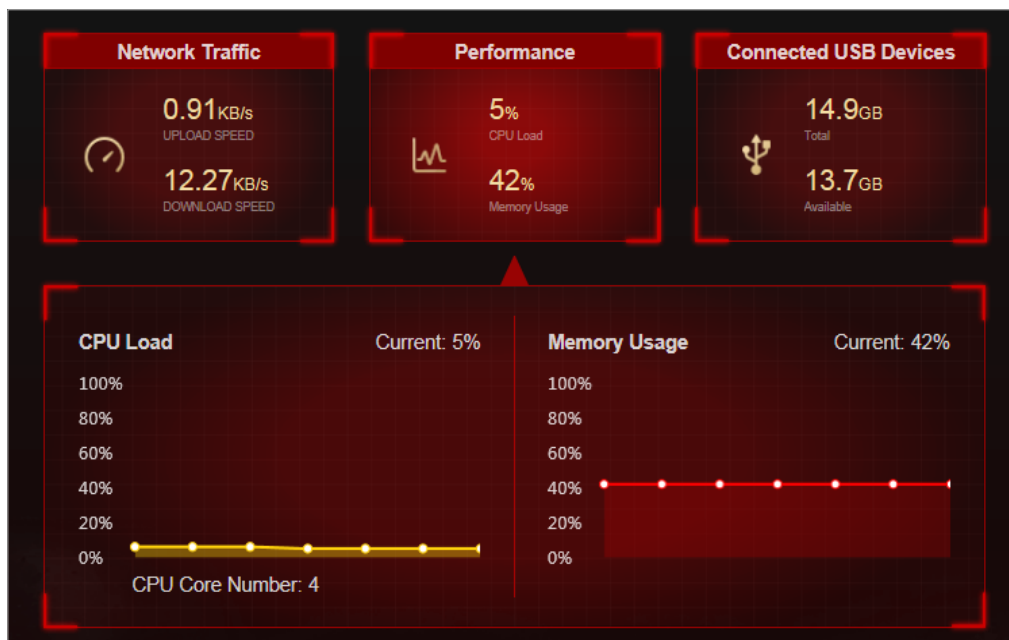 Network Traffic
0.91KB/s
UPLOAD SPEED
12.27KB/s
DOWNLOAD SPEED
Performance
5%
CPU Load
42%
Memory Usage
Connected USB Devices
14.9GB
Total
13.7GB
Available
CPU Load
Current: 5%
100%
80%
60%
40%
20%
0%
CPU Core Number: 4
Memory Usage
Current: 42%
100%
80%
60%
40%
20%
0%